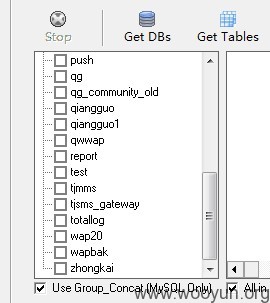 Stop Get DBs Get Tables
push
qg
qg_community_old
qiangguo
qiangguo1
qwwap
report
test
tjmms
tjsms_gateway
totallog
wap20
wapbak
zhongkai
Use Group_Concat (MySQL Only) All in
www.wooyun.org